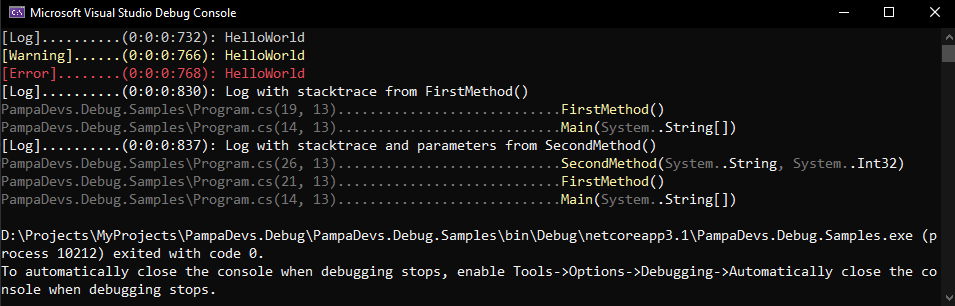 Microsoft Visual Studio Debug Console
[Log]..........(0:0:0:732): HelloWorld
[Warning]......(0:0:0:766): HelloWorld
[Error]........(0:0:0:768): HelloWorld
[Log]..........(0:0:0:830): Log with stacktrace from FirstMethod()
PampaDevs.Debug.Samples\Program.cs(19, 13)............................FirstMethod()
PampaDevs.Debug.Samples\Program.cs(14, 13)............................Main(System..String[])
[Log]..........(0:0:0:837): Log with stacktrace and parameters from SecondMethod()
PampaDevs.Debug.Samples\Program.cs(26, 13)............................SecondMethod(System..String, System..Int32)
PampaDevs.Debug.Samples\Program.cs(21, 13)............................FirstMethod()
PampaDevs.Debug.Samples\Program.cs(14, 13)............................Main(System..String[])
D:\Projects\MyProjects\PampaDevs.Debug\PampaDevs.Debug.Samples\bin\Debug\netcoreapp3.1\PampaDevs.Debug.Samples.exe (p
rocess 10212) exited with code 0.
To automatically close the console when debugging stops, enable Tools->Options->Debugging->Automatically close the co
nsole when debugging stops.